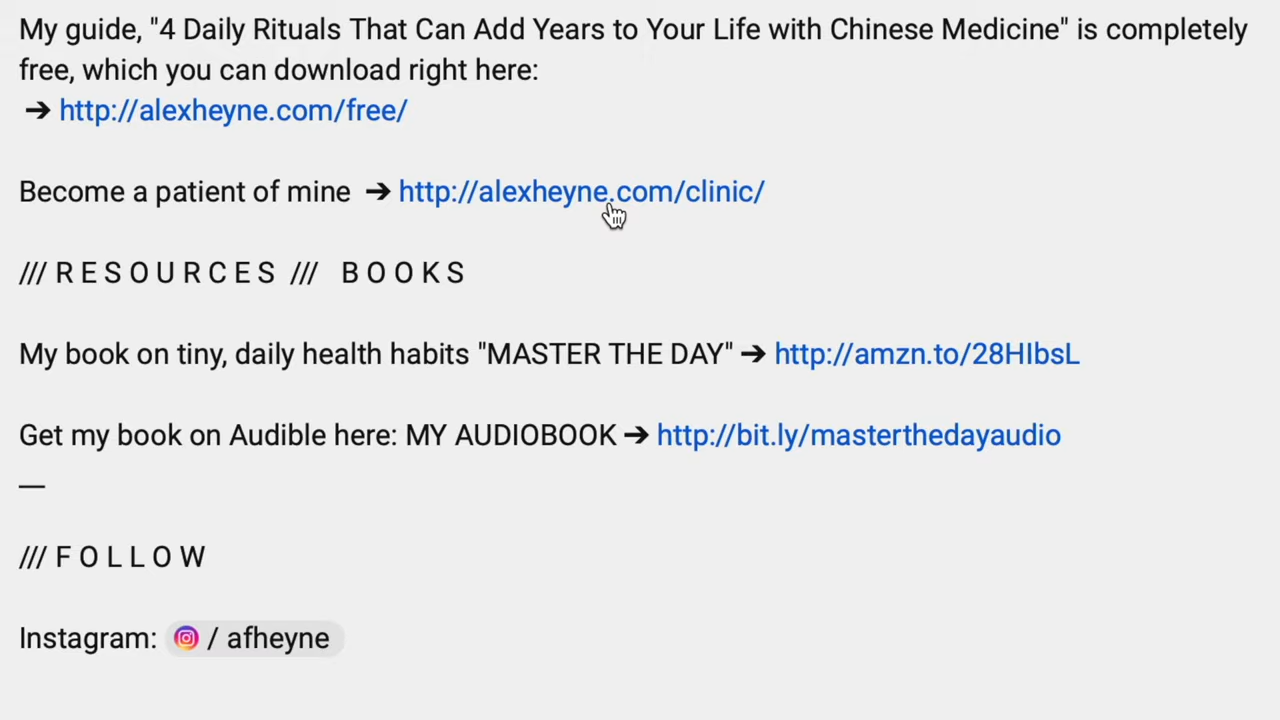 My guide, "4 Daily Rituals That Can Add Years to Your Life with Chinese Medicine" is completely
free, which you can download right here:
➔ http://alexheyne.com/free/
Become a patient of mine ➔ http://alexheyne.com/clinic/
/// R E S O U R C E S /// B O O K S
My book on tiny, daily health habits "MASTER THE DAY" ➔ http://amzn.to/28HIbsL
Get my book on Audible here: MY AUDIOBOOK ➔ http://bit.ly/masterthedayaudio
—
/// F O L L O W
Instagram: / afheyne